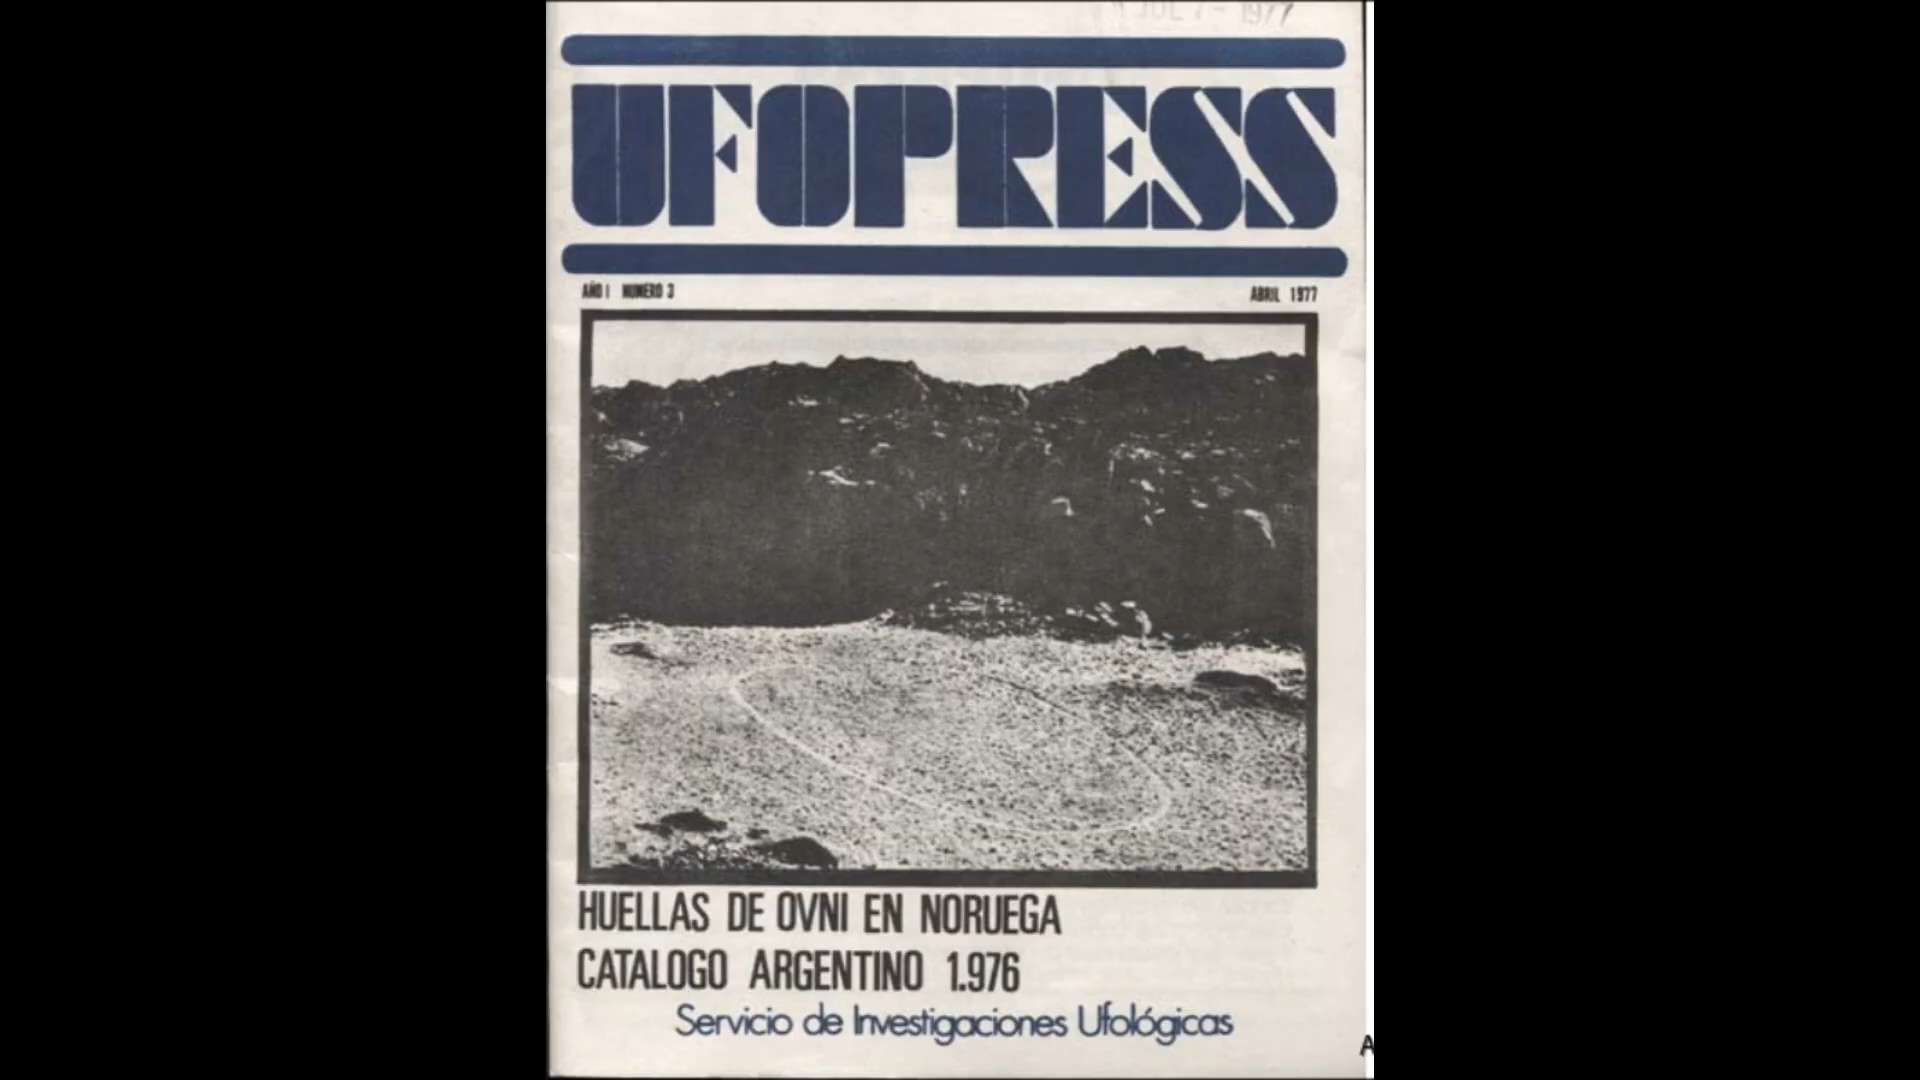 UFOPRESS
AÑO I NUMERO 3
ABRIL 1977
HUELLAS DE OVNI EN NORUEGA
CATALOGO ARGENTINO 1.976
Servicio de Investigaciones Ufológicas